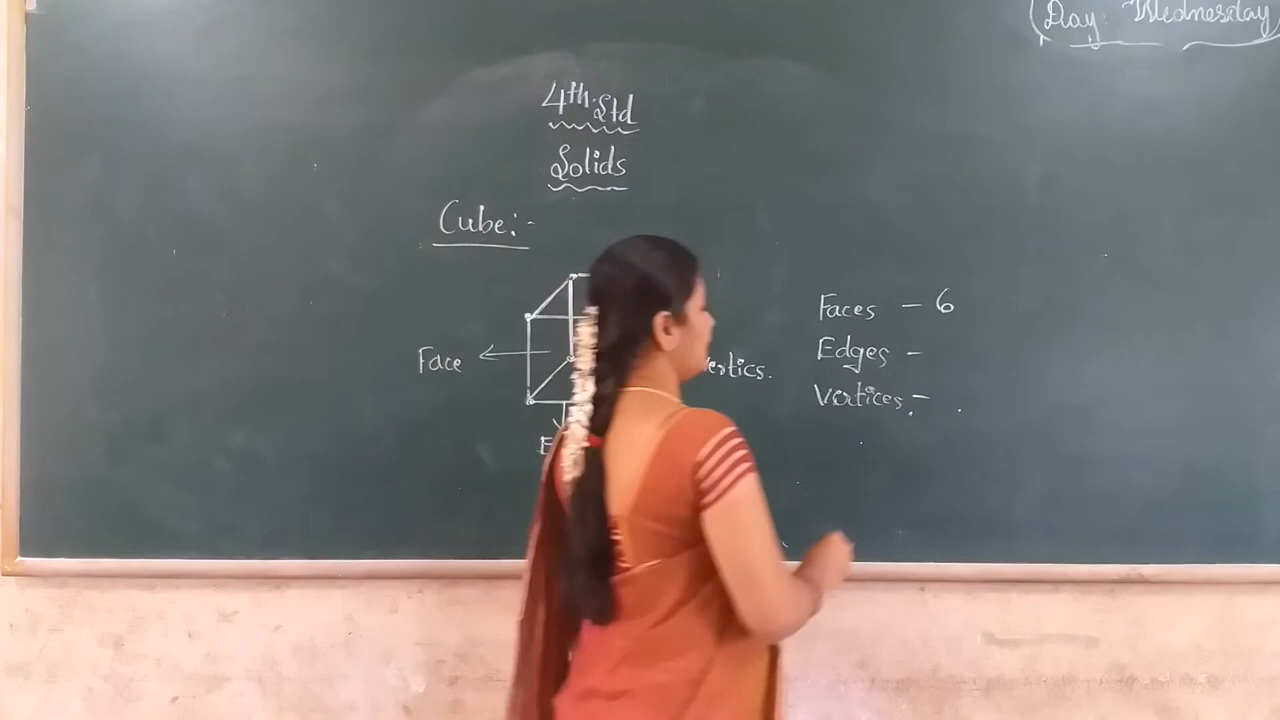 (Day: Wednesday
4th Std
Solids
Cube:-
Face
Faces - 6
Edges -
Vertices -